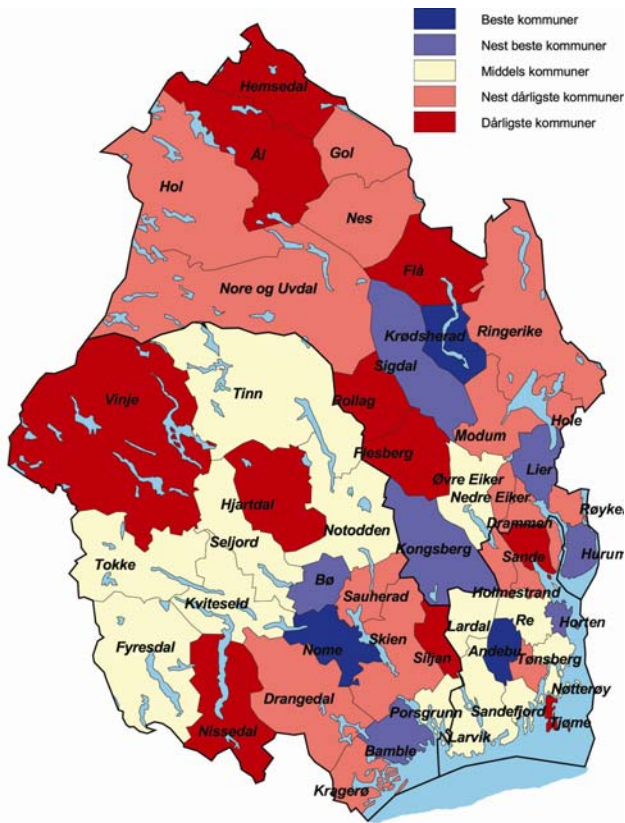 Beste kommuner
Nest beste kommuner
Middels kommuner
Nest dårligste kommuner
Dårligste kommuner
Hemsedal
Ål
Gol
Hol
Nes
Flå
Nore og Uvdal
Krødsherad
Ringerike
Sigdal
Vinje
Tinn
Rollag
Hole
Modum
Flesberg
Lier
Øvre Eiker
Nedre Eiker
Hjartdal
Røyken
Notodden
Drammen
Seljord
Kongsberg
Sande
Hurum
Tokke
Bø
Sauherad
Holmestrand
Kviteseid
Lardal
Re
Horten
Skien
Fyresdal
Nome
Siljan
Andebu
Tønsberg
Nøtterøy
Drangedal
Porsgrunn
Sandefjord
Tjøme
Nissedal
Larvik
Bamble
Kragerø